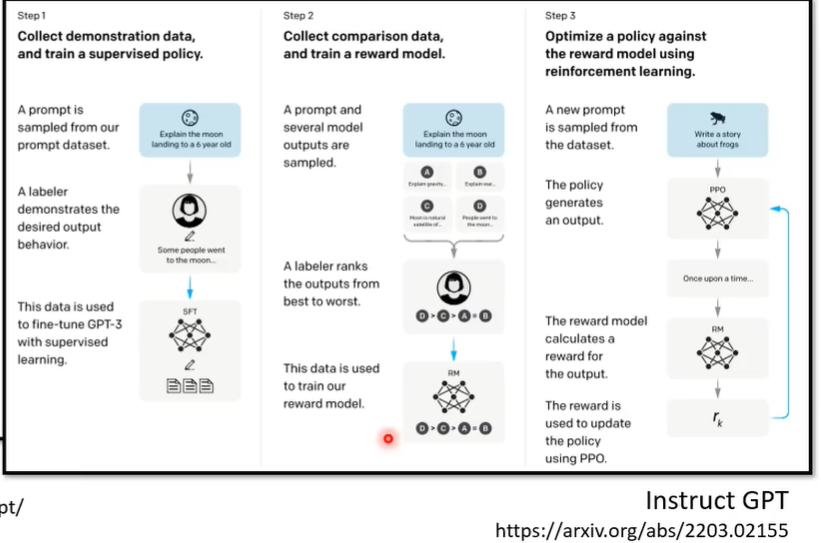 Step 1
Collect demonstration data,
and train a supervised policy.
A prompt is
sampled from our
prompt dataset.
Explain the moon
landing to a 6 year old
A labeler
demonstrates the
desired output
behavior.
Some people went
to the moon...
This data is used
to fine-tune GPT-3
with supervised
learning.
SFT
Step 2
Collect comparison data,
and train a reward model.
A prompt and
several model
outputs are
sampled.
Explain the moon
landing to a 6 year old
A
Explain gravity...
B
Explain war...
C
Moon is natural
satellite of...
D
People went to
the moon...
A labeler ranks
the outputs from
best to worst.
D > C > A = B
This data is used
to train our
reward model.
RM
D > C > A = B
Step 3
Optimize a policy against
the reward model using
reinforcement learning.
A new prompt
is sampled from
the dataset.
Write a story
about frogs
The policy
generates
an output.
PPO
Once upon a time...
The reward model
calculates a
reward for
the output.
RM
The reward is
used to update
the policy
using PPO.
rₖ
pt/
Instruct GPT
https://arxiv.org/abs/2203.02155